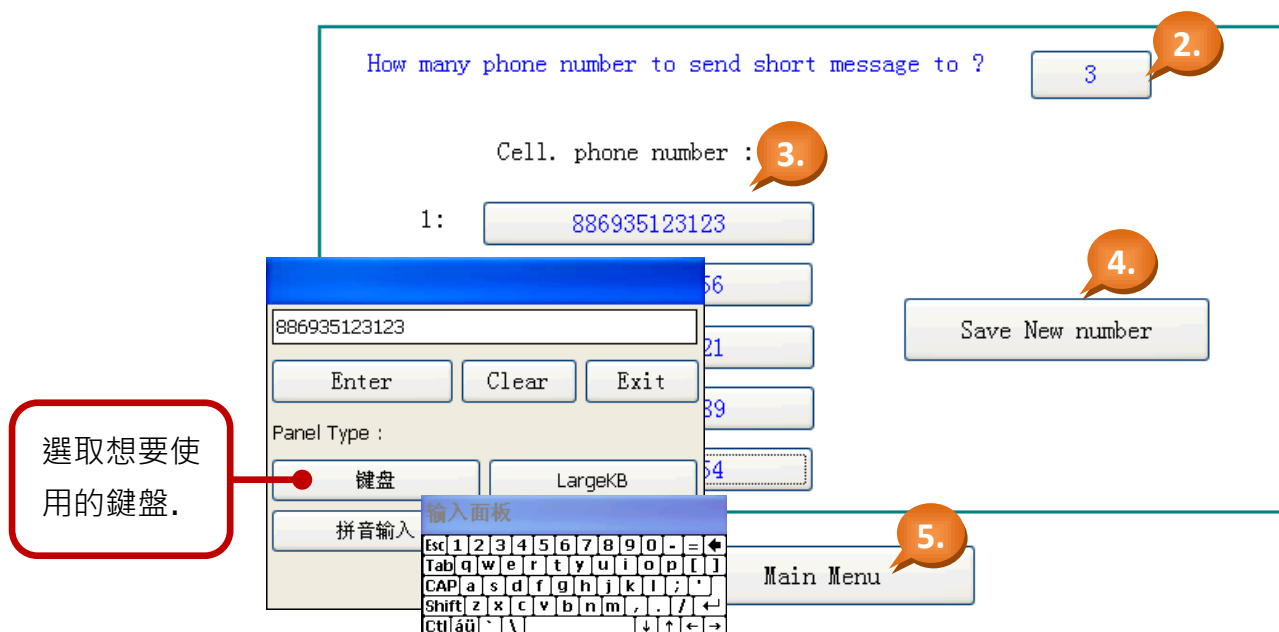 How many phone number to send short message to ?
3
2.
Cell. phone number :
3.
1:
886935123123
56
21
39
54
4.
Save New number
886935123123
Enter
Clear
Exit
Panel Type :
键盘
LargeKB
拼音输入
選取想要使
用的鍵盤.
输入面板
Esc 1 2 3 4 5 6 7 8 9 0 - =
Tab q w e r t y u i o p [ ]
CAP a s d f g h j k l ; '
Shift z x c v b n m , . / ↵
Ctl áü ` \ ↓ ↑ ← →
5.
Main Menu